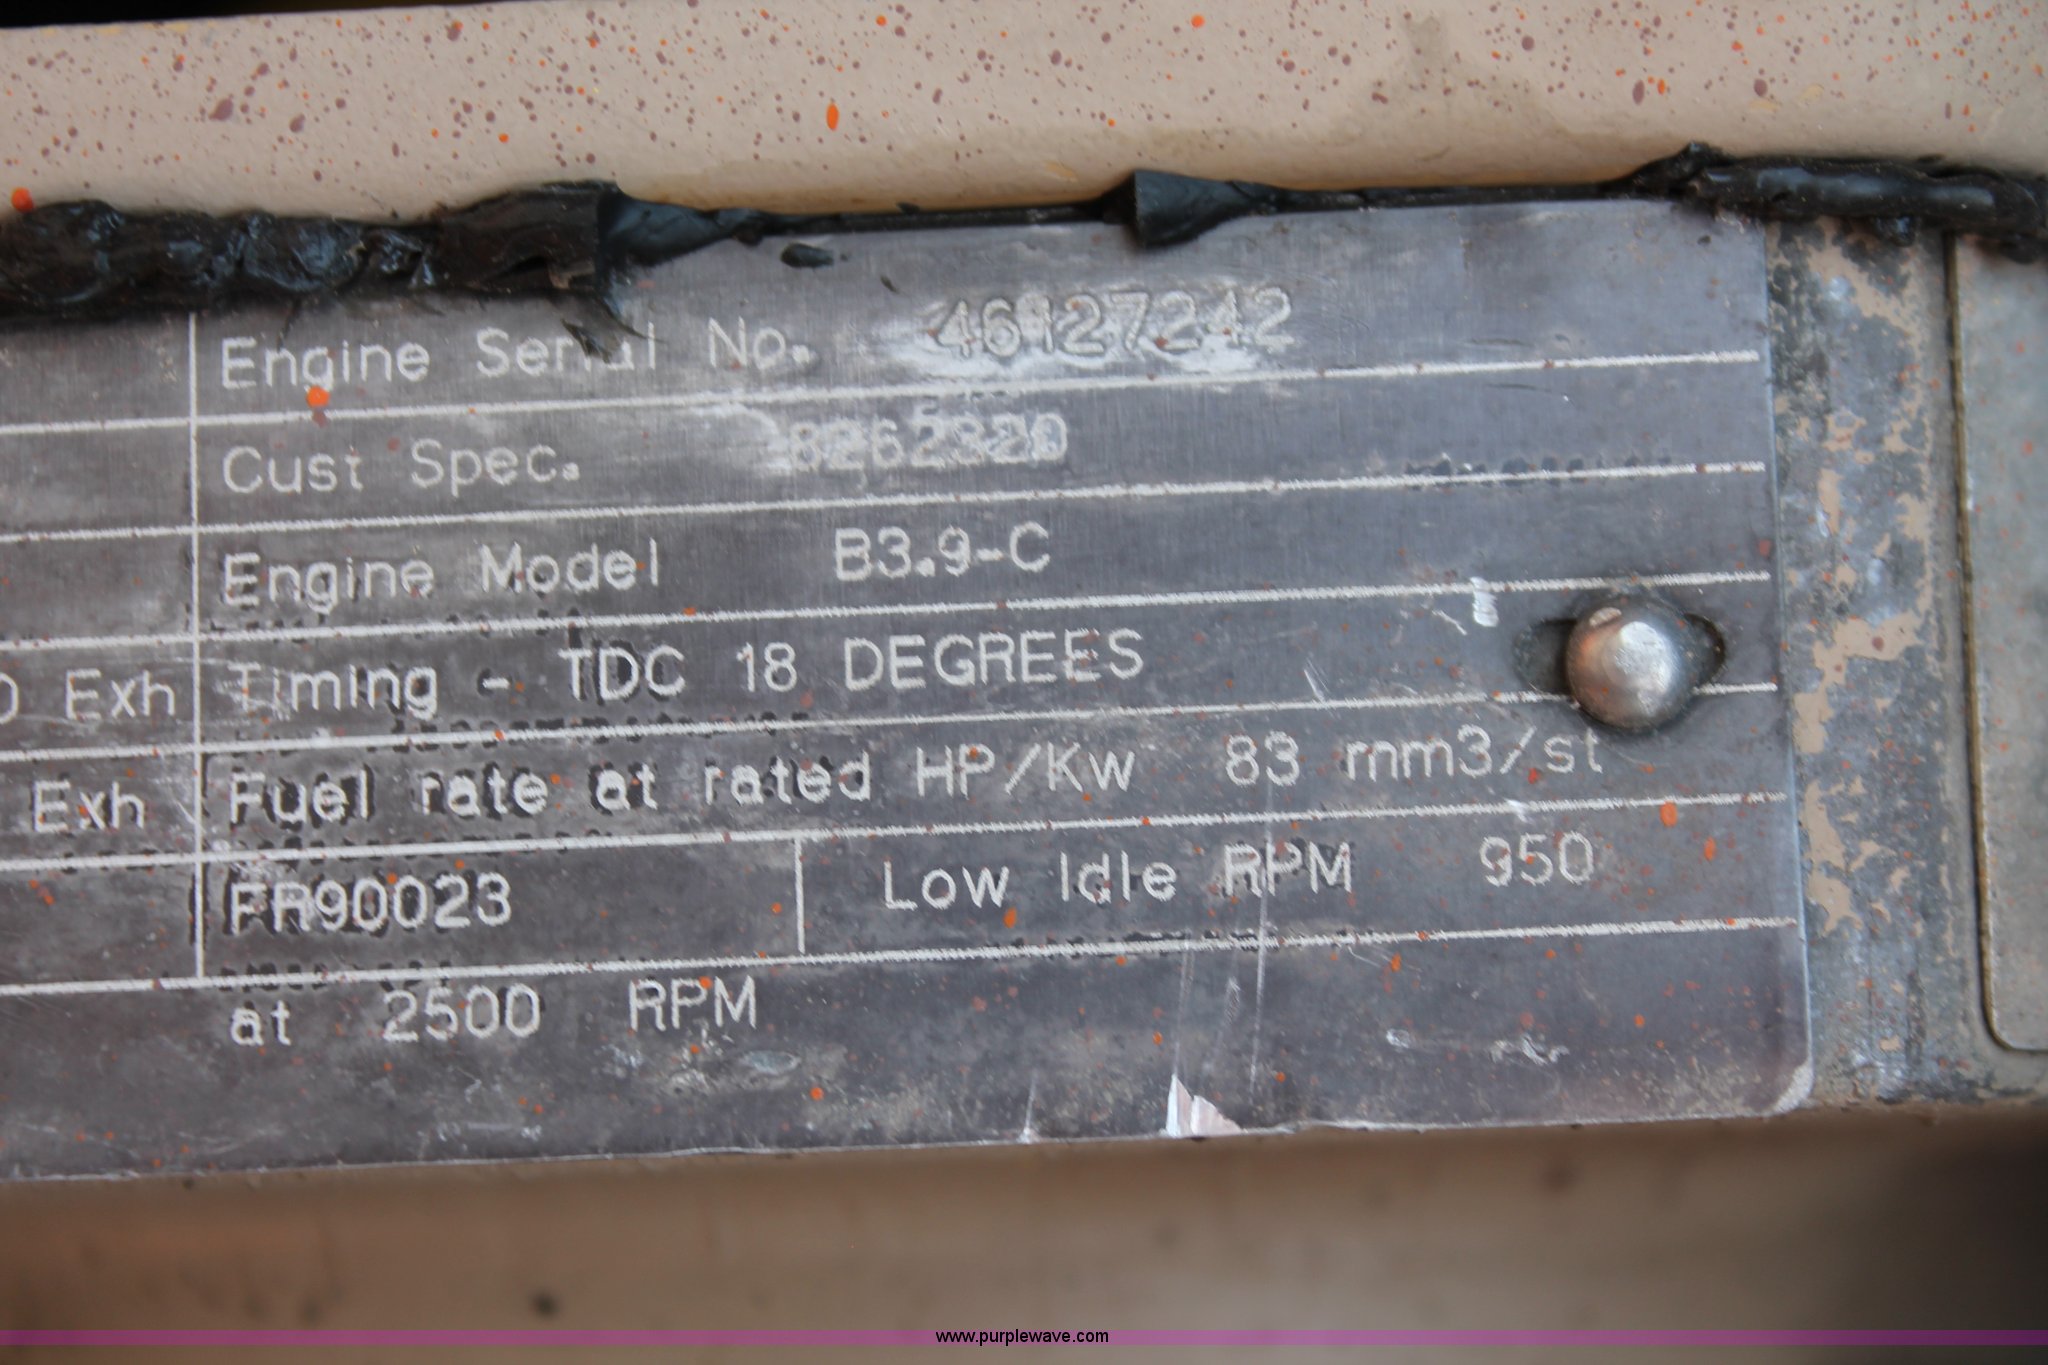 Engine Serial No. 46127242
Cust Spec. 8262320
Engine Model B3.9-C
Exh Timing - TDC 18 DEGREES
Exh Fuel rate at rated HP/Kw 83 mm3/st
FR90023 Low Idle RPM 950
at 2500 RPM
www.purplewave.com